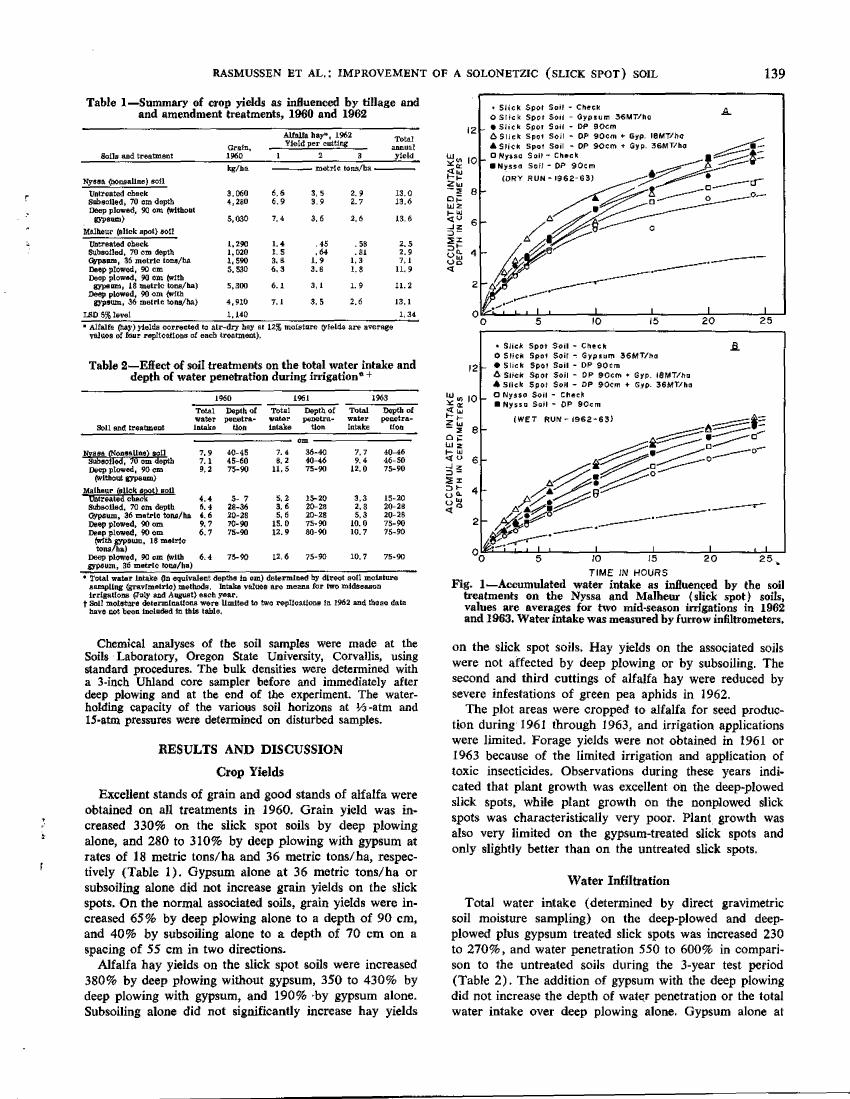 RASMUSSEN ET AL.: IMPROVEMENT OF A SOLONETZIC (SLICK SPOT) SOIL 139
Table 1—Summary of crop yields as influenced by tillage and
and amendment treatments, 1960 and 1962
Soils and treatment Grain, 1960 Alfalfa hay*, 1962 Yield per cutting 1 2 3 Total annual yield
kg/ha metric tons/ha
Nyssa (nonsaline) soil
Untreated check 3,060 6.6 3.5 2.9 13.0
Subsoiled, 70 cm depth 4,280 6.9 3.9 2.7 13.6
Deep plowed, 90 cm (without
gypsum) 5,030 7.4 3.6 2.6 13.6
Malheur (slick spot) soil
Untreated check 1,290 1.4 .45 .58 2.5
Subsoiled, 70 cm depth 1,020 1.5 .64 .81 2.9
Gypsum, 36 metric tons/ha 1,590 3.8 1.9 1.3 7.1
Deep plowed, 90 cm 5,530 6.3 3.8 1.8 11.9
Deep plowed, 90 cm (with
gypsum, 18 metric tons/ha) 5,300 6.1 3.1 1.9 11.2
Deep plowed, 90 cm (with
gypsum, 36 metric tons/ha) 4,910 7.1 3.5 2.6 13.1
LSD 5% level 1,140 1.34
* Alfalfa (hay) yields corrected to air-dry hay at 12% moisture (yields are average
values of four replications of each treatment).
Table 2—Effect of soil treatments on the total water intake and
depth of water penetration during irrigation* †
1960 1961 1963
Soil and treatment Total water intake Depth of penetra-tion Total water intake Depth of penetra-tion Total water intake Depth of penetra-tion
cm
Nyssa (Nonsaline) soil 7.9 40-45 7.4 36-40 7.7 40-46
Subsoiled, 70 cm depth 7.1 45-60 8.2 40-46 9.4 46-50
Deep plowed, 90 cm 9.2 75-90 11.5 75-90 12.0 75-90
(without gypsum)
Malheur (slick spot) soil
Untreated check 4.4 5- 7 5.2 15-20 3.3 15-20
Subsoiled, 70 cm depth 6.4 28-36 3.6 20-28 2.8 20-28
Gypsum, 36 metric tons/ha 4.6 20-28 5.6 20-28 5.3 20-28
Deep plowed, 90 cm 9.7 70-90 15.0 75-90 10.0 75-90
Deep plowed, 90 cm 6.7 75-90 12.9 80-90 10.7 75-90
(with gypsum, 18 metric
tons/ha)
Deep plowed, 90 cm (with 6.4 75-90 12.6 75-90 10.7 75-90
gypsum, 36 metric tons/ha)
* Total water intake (in equivalent depths in cm) determined by direct soil moisture
sampling (gravimetric) methods. Intake values are means for two midseason
irrigations (July and August) each year.
† Soil moisture determinations were limited to two replications in 1962 and these data
have not been included in this table.
Chemical analyses of the soil samples were made at the
Soils Laboratory, Oregon State University, Corvallis, using
standard procedures. The bulk densities were determined with
a 3-inch Uhland core sampler before and immediately after
deep plowing and at the end of the experiment. The water-
holding capacity of the various soil horizons at ⅓-atm and
15-atm pressures were determined on disturbed samples.
RESULTS AND DISCUSSION
Crop Yields
Excellent stands of grain and good stands of alfalfa were
obtained on all treatments in 1960. Grain yield was in-
creased 330% on the slick spot soils by deep plowing
alone, and 280 to 310% by deep plowing with gypsum at
rates of 18 metric tons/ha and 36 metric tons/ha, respec-
tively (Table 1). Gypsum alone at 36 metric tons/ha or
subsoiling alone did not increase grain yields on the slick
spots. On the normal associated soils, grain yields were in-
creased 65% by deep plowing alone to a depth of 90 cm,
and 40% by subsoiling alone to a depth of 70 cm on a
spacing of 55 cm in two directions.
Alfalfa hay yields on the slick spot soils were increased
380% by deep plowing without gypsum, 350 to 430% by
deep plowing with gypsum, and 190% by gypsum alone.
Subsoiling alone did not significantly increase hay yields
• Slick Spot Soil - Check
O Slick Spot Soil - Gypsum 36MT/ha
● Slick Spot Soil - DP 90cm
△ Slick Spot Soil - DP 90cm + Gyp. 18MT/ha
▲ Slick Spot Soil - DP 90cm + Gyp. 36MT/ha
□ Nyssa Soil - Check
■ Nyssa Soil - DP 90cm
(DRY RUN-1962-63)
A
ACCUMULATED WATER INTAKE IN CENTIMETERS
12
10
8
6
4
2
0
0 5 10 15 20 25
• Slick Spot Soil - Check
O Slick Spot Soil - Gypsum 36MT/ha
● Slick Spot Soil - DP 90cm
△ Slick Spot Soil - DP 90cm + Gyp. 18MT/ha
▲ Slick Spot Soil - DP 90cm + Gyp. 36MT/ha
□ Nyssa Soil - Check
■ Nyssa Soil - DP 90cm
(WET RUN-1962-63)
B
ACCUMULATED WATER INTAKE IN CENTIMETERS
12
10
8
6
4
2
0
0 5 10 15 20 25
TIME IN HOURS
Fig. 1—Accumulated water intake as influenced by the soil
treatments on the Nyssa and Malheur (slick spot) soils,
values are averages for two mid-season irrigations in 1962
and 1963. Water intake was measured by furrow infiltrometers.
on the slick spot soils. Hay yields on the associated soils
were not affected by deep plowing or by subsoiling. The
second and third cuttings of alfalfa hay were reduced by
severe infestations of green pea aphids in 1962.
The plot areas were cropped to alfalfa for seed produc-
tion during 1961 through 1963, and irrigation applications
were limited. Forage yields were not obtained in 1961 or
1963 because of the limited irrigation and application of
toxic insecticides. Observations during these years indi-
cated that plant growth was excellent on the deep-plowed
slick spots, while plant growth on the nonplowed slick
spots was characteristically very poor. Plant growth was
also very limited on the gypsum-treated slick spots and
only slightly better than on the untreated slick spots.
Water Infiltration
Total water intake (determined by direct gravimetric
soil moisture sampling) on the deep-plowed and deep-
plowed plus gypsum treated slick spots was increased 230
to 270%, and water penetration 550 to 600% in compari-
son to the untreated soils during the 3-year test period
(Table 2). The addition of gypsum with the deep plowing
did not increase the depth of water penetration or the total
water intake over deep plowing alone. Gypsum alone at